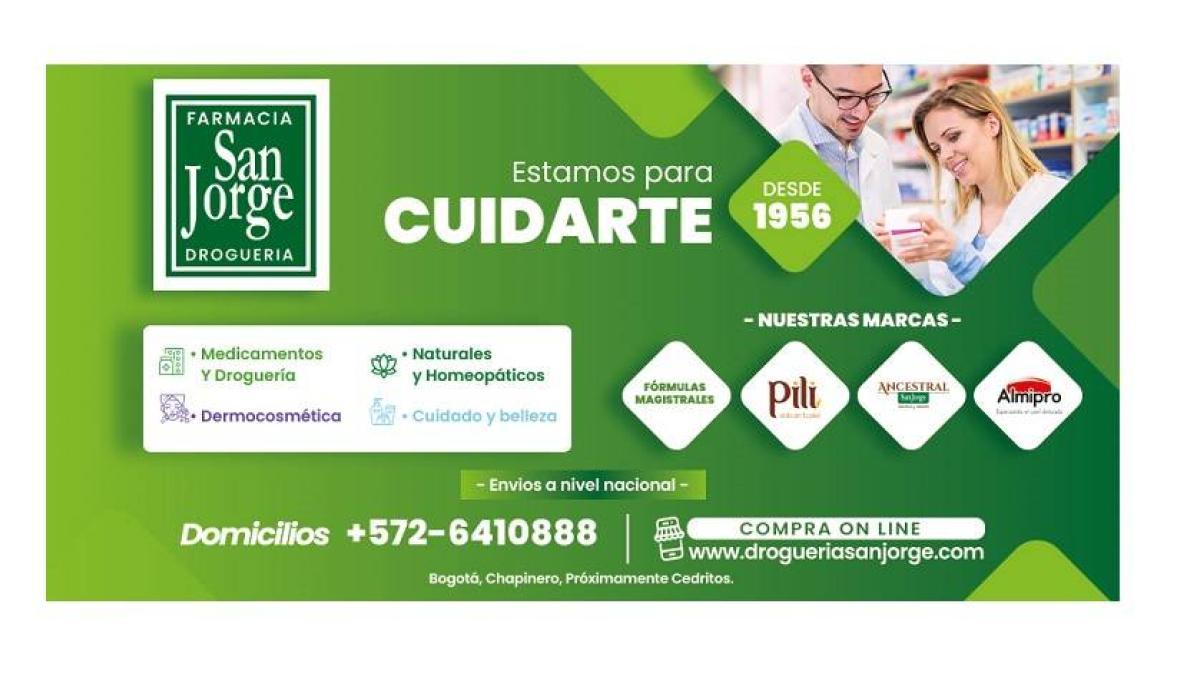 FARMACIA
San
Jorge
DROGUERIA
Estamos para
CUIDARTE
DESDE
1956
• Medicamentos
Y Droguería
• Naturales
y Homeopáticos
• Dermocosmética
• Cuidado y belleza
- NUESTRAS MARCAS -
FÓRMULAS
MAGISTRALES
Pili
ANCESTRAL
SanJorge
Almipro
- Envios a nivel nacional -
Domicilios +572-6410888
COMPRA ON LINE
www.drogueriasanjorge.com
Bogotá, Chapinero, Próximamente Cedritos.